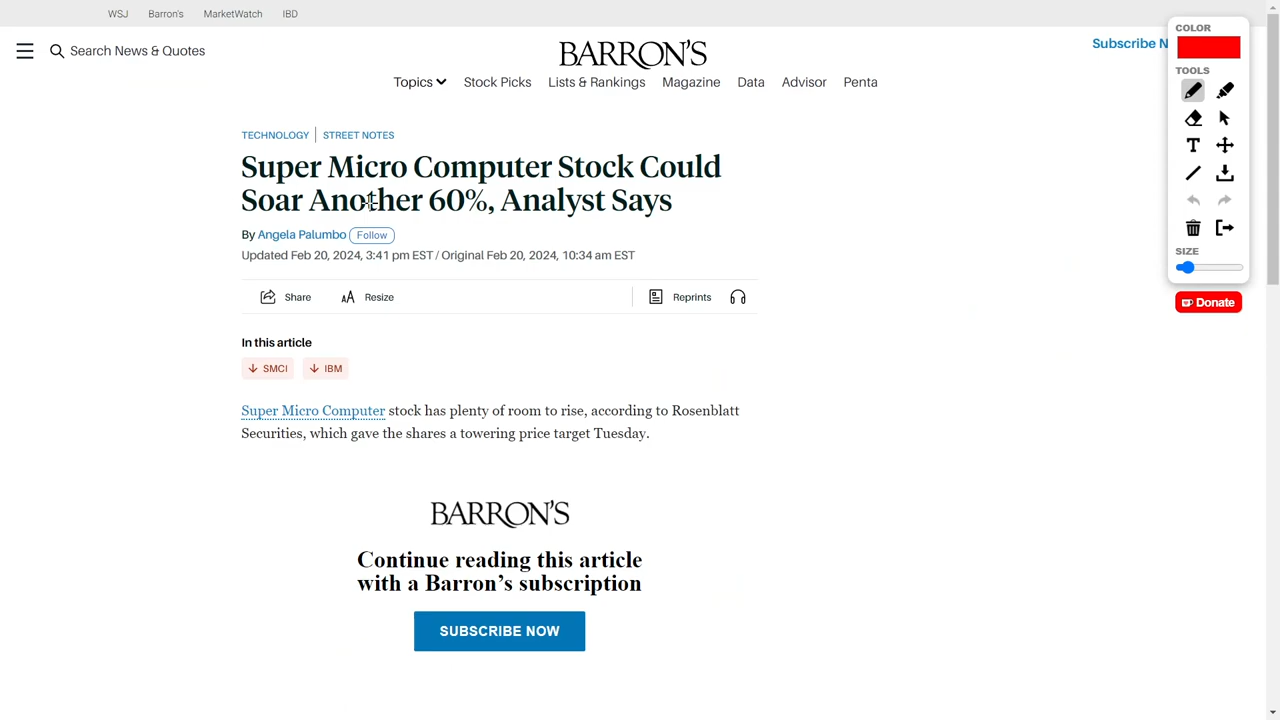 WSJ Barron's MarketWatch IBD
Search News & Quotes
BARRON'S
Subscribe N
Topics Stock Picks Lists & Rankings Magazine Data Advisor Penta
TECHNOLOGY | STREET NOTES
Super Micro Computer Stock Could
Soar Another 60%, Analyst Says
By Angela Palumbo Follow
Updated Feb 20, 2024, 3:41 pm EST / Original Feb 20, 2024, 10:34 am EST
Share AA Resize Reprints
In this article
SMCI IBM
Super Micro Computer stock has plenty of room to rise, according to Rosenblatt
Securities, which gave the shares a towering price target Tuesday.
BARRON'S
Continue reading this article
with a Barron's subscription
SUBSCRIBE NOW
COLOR
TOOLS
T
SIZE
Donate